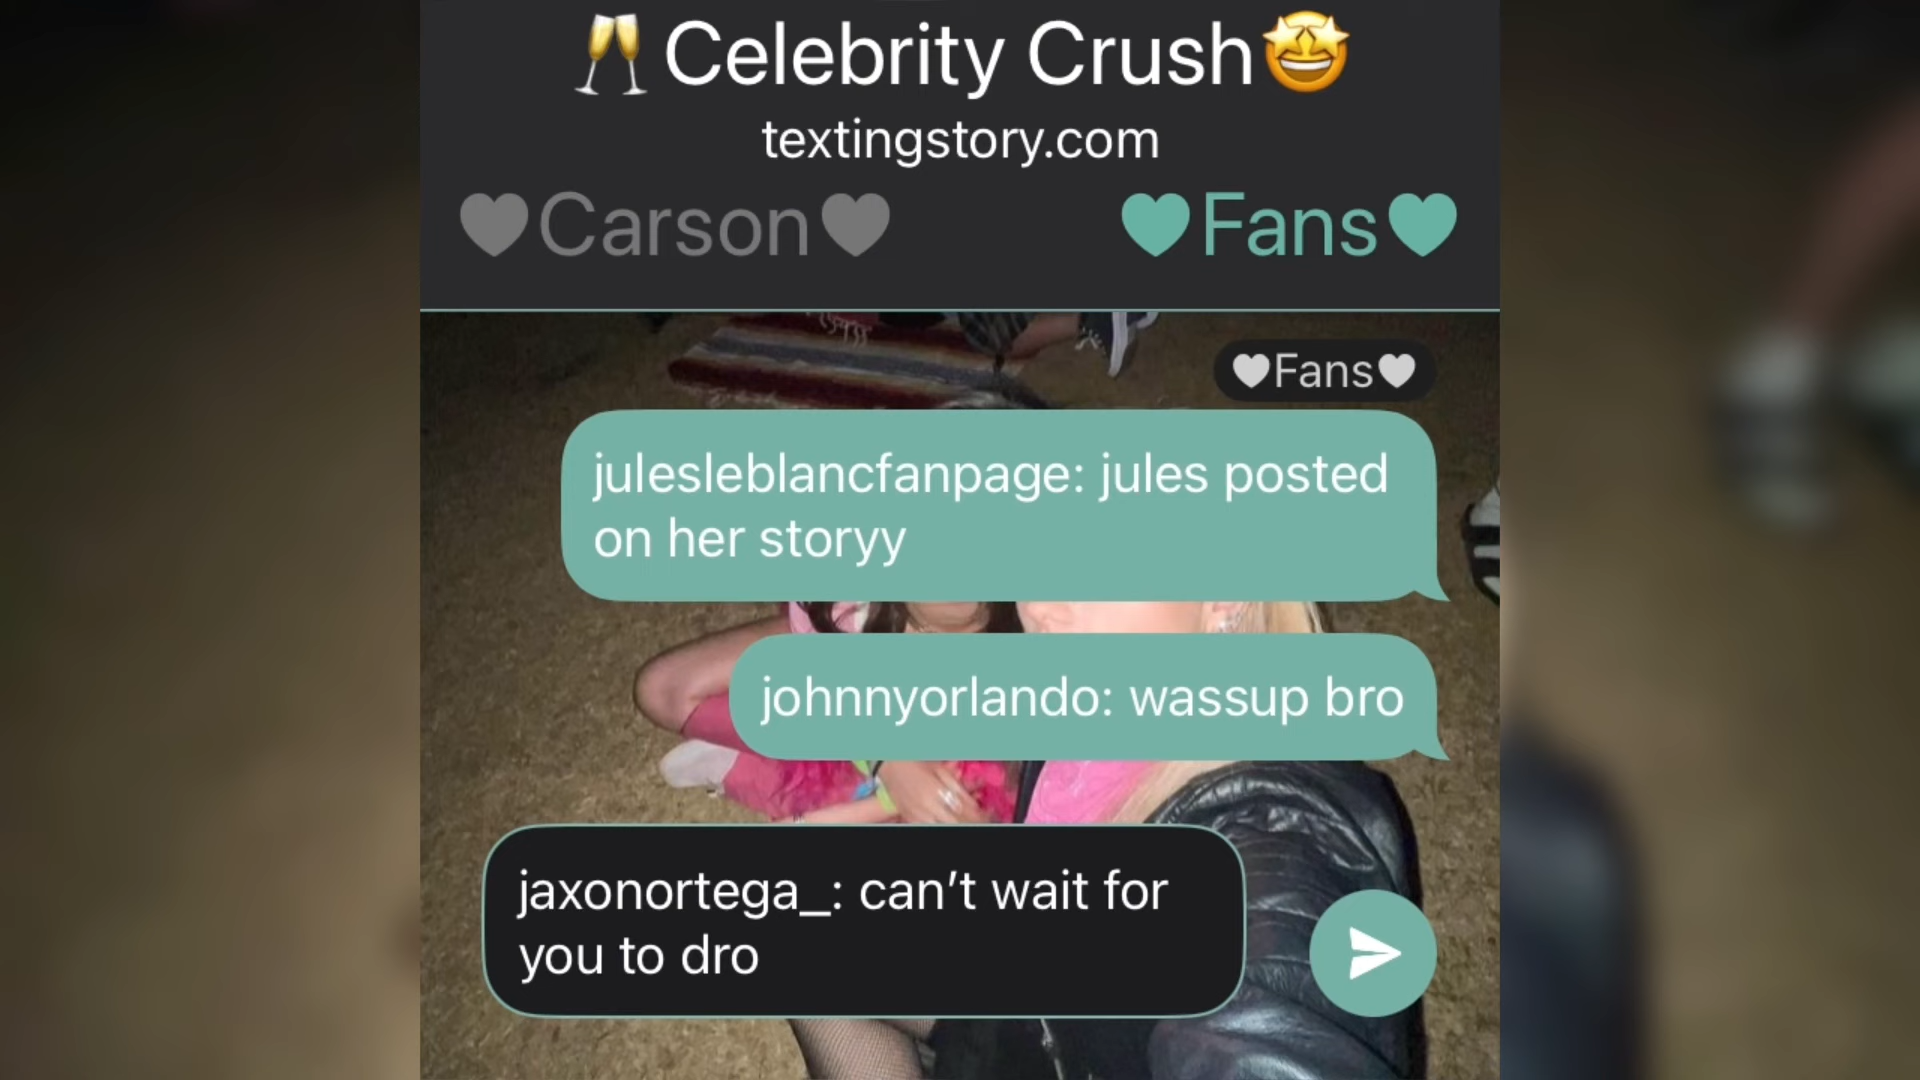 🥂Celebrity Crush🤩
textingstory.com
♥Carson♥ ♥Fans♥
♥Fans♥
julesleblancfanpage: jules posted
on her storyy
johnnyorlando: wassup bro
jaxonortega_: can’t wait for
you to dro